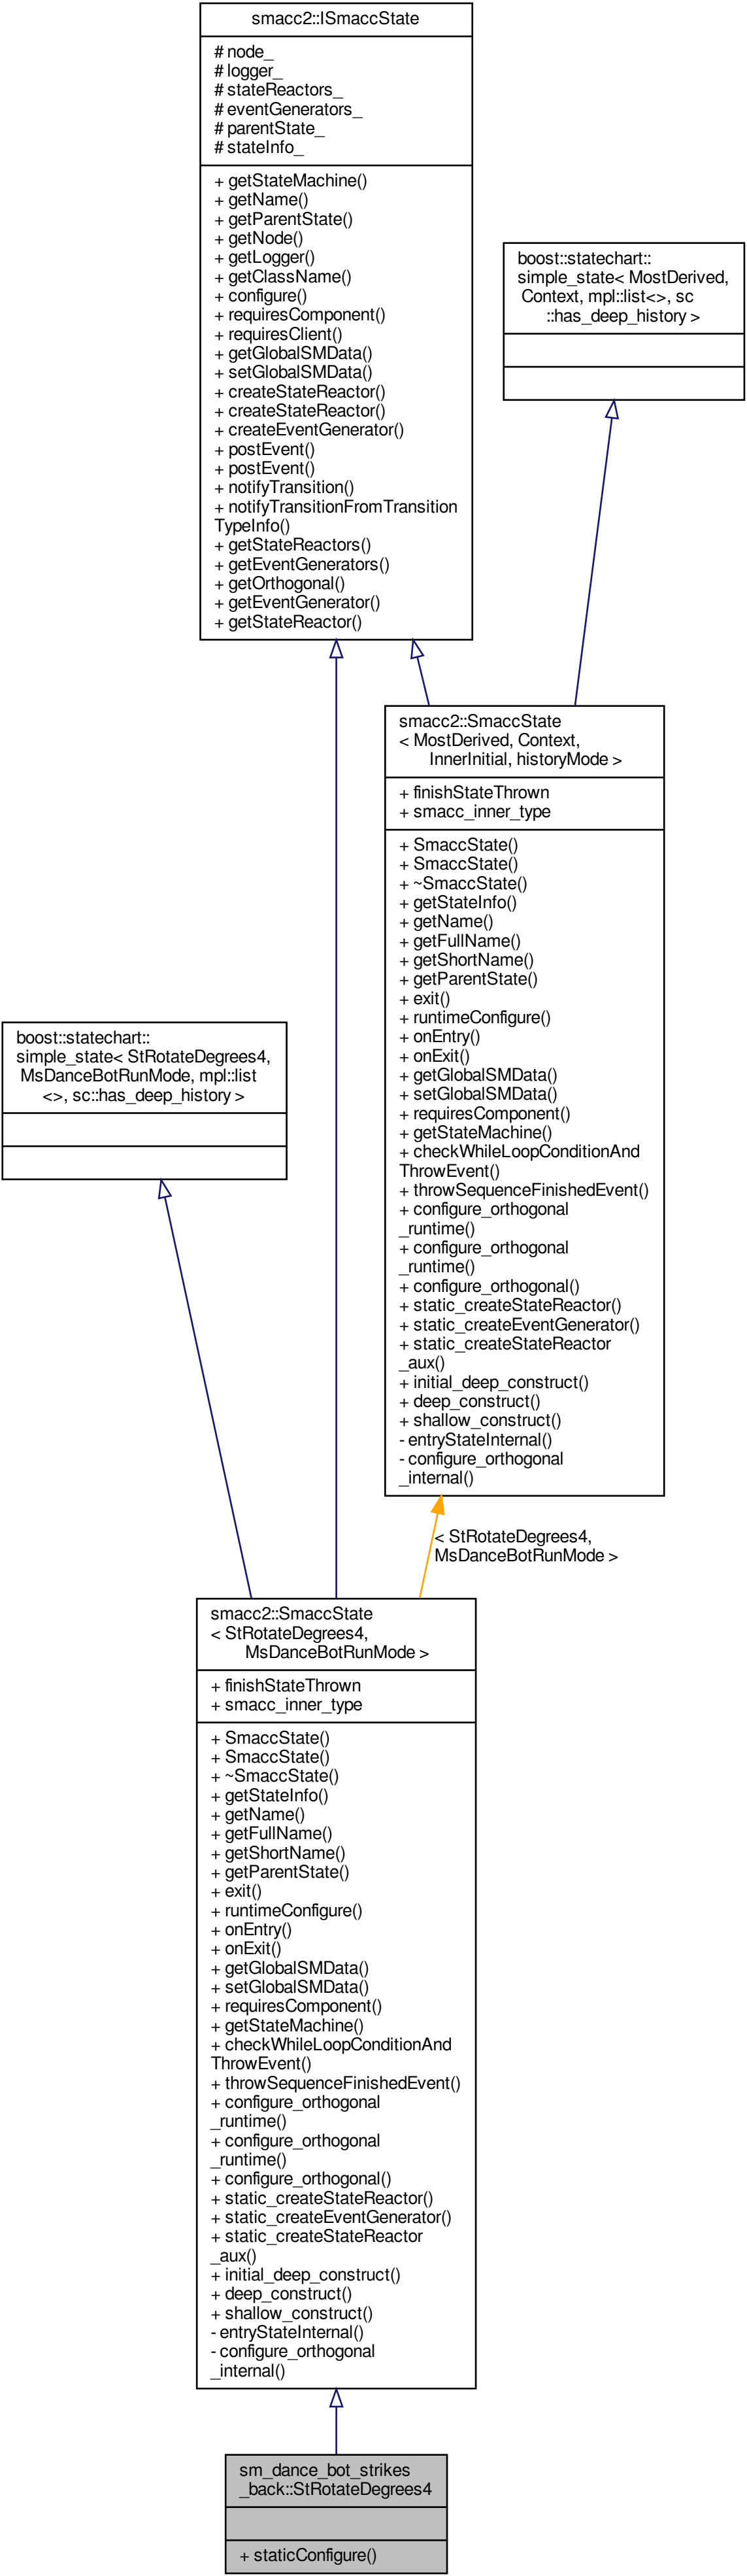 smacc2::ISmaccState
# node_
# logger_
# stateReactors_
# eventGenerators_
# parentState_
# stateInfo_
+ getStateMachine()
+ getName()
+ getParentState()
+ getNode()
+ getLogger()
+ getClassName()
+ configure()
+ requiresComponent()
+ requiresClient()
+ getGlobalSMData()
+ setGlobalSMData()
+ createStateReactor()
+ createStateReactor()
+ createEventGenerator()
+ postEvent()
+ postEvent()
+ notifyTransition()
+ notifyTransitionFromTransition
TypeInfo()
+ getStateReactors()
+ getEventGenerators()
+ getOrthogonal()
+ getEventGenerator()
+ getStateReactor()
boost::statechart::
simple_state< MostDerived,
Context, mpl::list<>, sc
::has_deep_history >
smacc2::SmaccState
< MostDerived, Context,
InnerInitial, historyMode >
+ finishStateThrown
+ smacc_inner_type
+ SmaccState()
+ SmaccState()
+ ~SmaccState()
+ getStateInfo()
+ getName()
+ getFullName()
+ getShortName()
+ getParentState()
+ exit()
+ runtimeConfigure()
+ onEntry()
+ onExit()
+ getGlobalSMData()
+ setGlobalSMData()
+ requiresComponent()
+ getStateMachine()
+ checkWhileLoopConditionAnd
ThrowEvent()
+ throwSequenceFinishedEvent()
+ configure_orthogonal
_runtime()
+ configure_orthogonal
_runtime()
+ configure_orthogonal()
+ static_createStateReactor()
+ static_createEventGenerator()
+ static_createStateReactor
_aux()
+ initial_deep_construct()
+ deep_construct()
+ shallow_construct()
- entryStateInternal()
- configure_orthogonal
_internal()
boost::statechart::
simple_state< StRotateDegrees4,
MsDanceBotRunMode, mpl::list
<>, sc::has_deep_history >
< StRotateDegrees4,
MsDanceBotRunMode >
smacc2::SmaccState
< StRotateDegrees4,
MsDanceBotRunMode >
+ finishStateThrown
+ smacc_inner_type
+ SmaccState()
+ SmaccState()
+ ~SmaccState()
+ getStateInfo()
+ getName()
+ getFullName()
+ getShortName()
+ getParentState()
+ exit()
+ runtimeConfigure()
+ onEntry()
+ onExit()
+ getGlobalSMData()
+ setGlobalSMData()
+ requiresComponent()
+ getStateMachine()
+ checkWhileLoopConditionAnd
ThrowEvent()
+ throwSequenceFinishedEvent()
+ configure_orthogonal
_runtime()
+ configure_orthogonal
_runtime()
+ configure_orthogonal()
+ static_createStateReactor()
+ static_createEventGenerator()
+ static_createStateReactor
_aux()
+ initial_deep_construct()
+ deep_construct()
+ shallow_construct()
- entryStateInternal()
- configure_orthogonal
_internal()
sm_dance_bot_strikes
_back::StRotateDegrees4
+ staticConfigure()